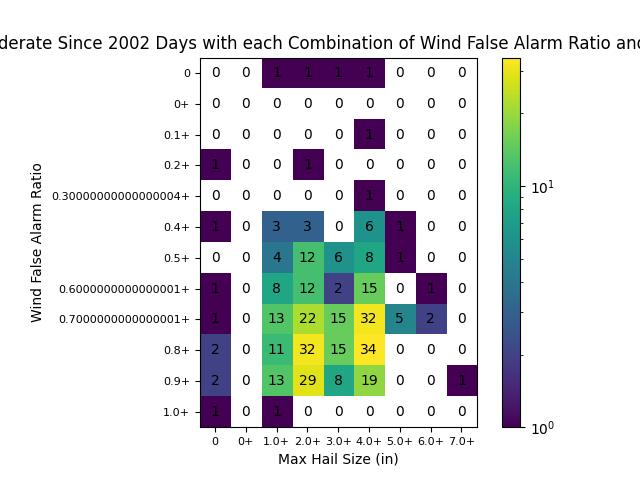 derate Since 2002 Days with each Combination of Wind False Alarm Ratio an
0 0 0 1 1 1 1 0 0 0
0+ 0 0 0 0 0 0 0 0 0
0.1+ 0 0 0 0 0 1 0 0 0
0.2+ 1 0 0 1 0 0 0 0 0
0.30000000000000004+ 0 0 0 0 0 1 0 0 0
0.4+ 1 0 3 3 0 6 1 0 0
0.5+ 0 0 4 12 6 8 1 0 0
0.6000000000000001+ 1 0 8 12 2 15 0 1 0
0.7000000000000001+ 1 0 13 22 15 32 5 2 0
0.8+ 2 0 11 32 15 34 0 0 0
0.9+ 2 0 13 29 8 19 0 0 1
1.0+ 1 0 1 0 0 0 0 0 0
0 0+ 1.0+ 2.0+ 3.0+ 4.0+ 5.0+ 6.0+ 7.0+
Max Hail Size (in)
Wind False Alarm Ratio
10¹
10⁰